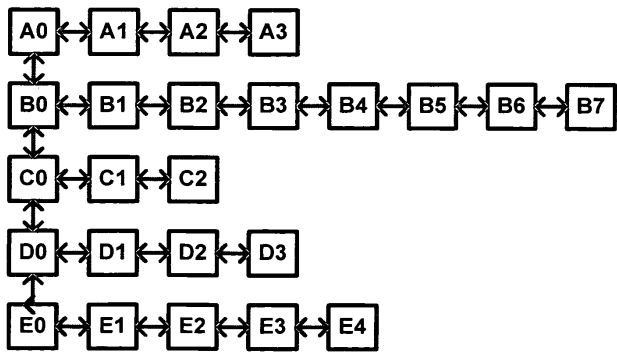 A0 A1 A2 A3
B0 B1 B2 B3 B4 B5 B6 B7
C0 C1 C2
D0 D1 D2 D3
E0 E1 E2 E3 E4